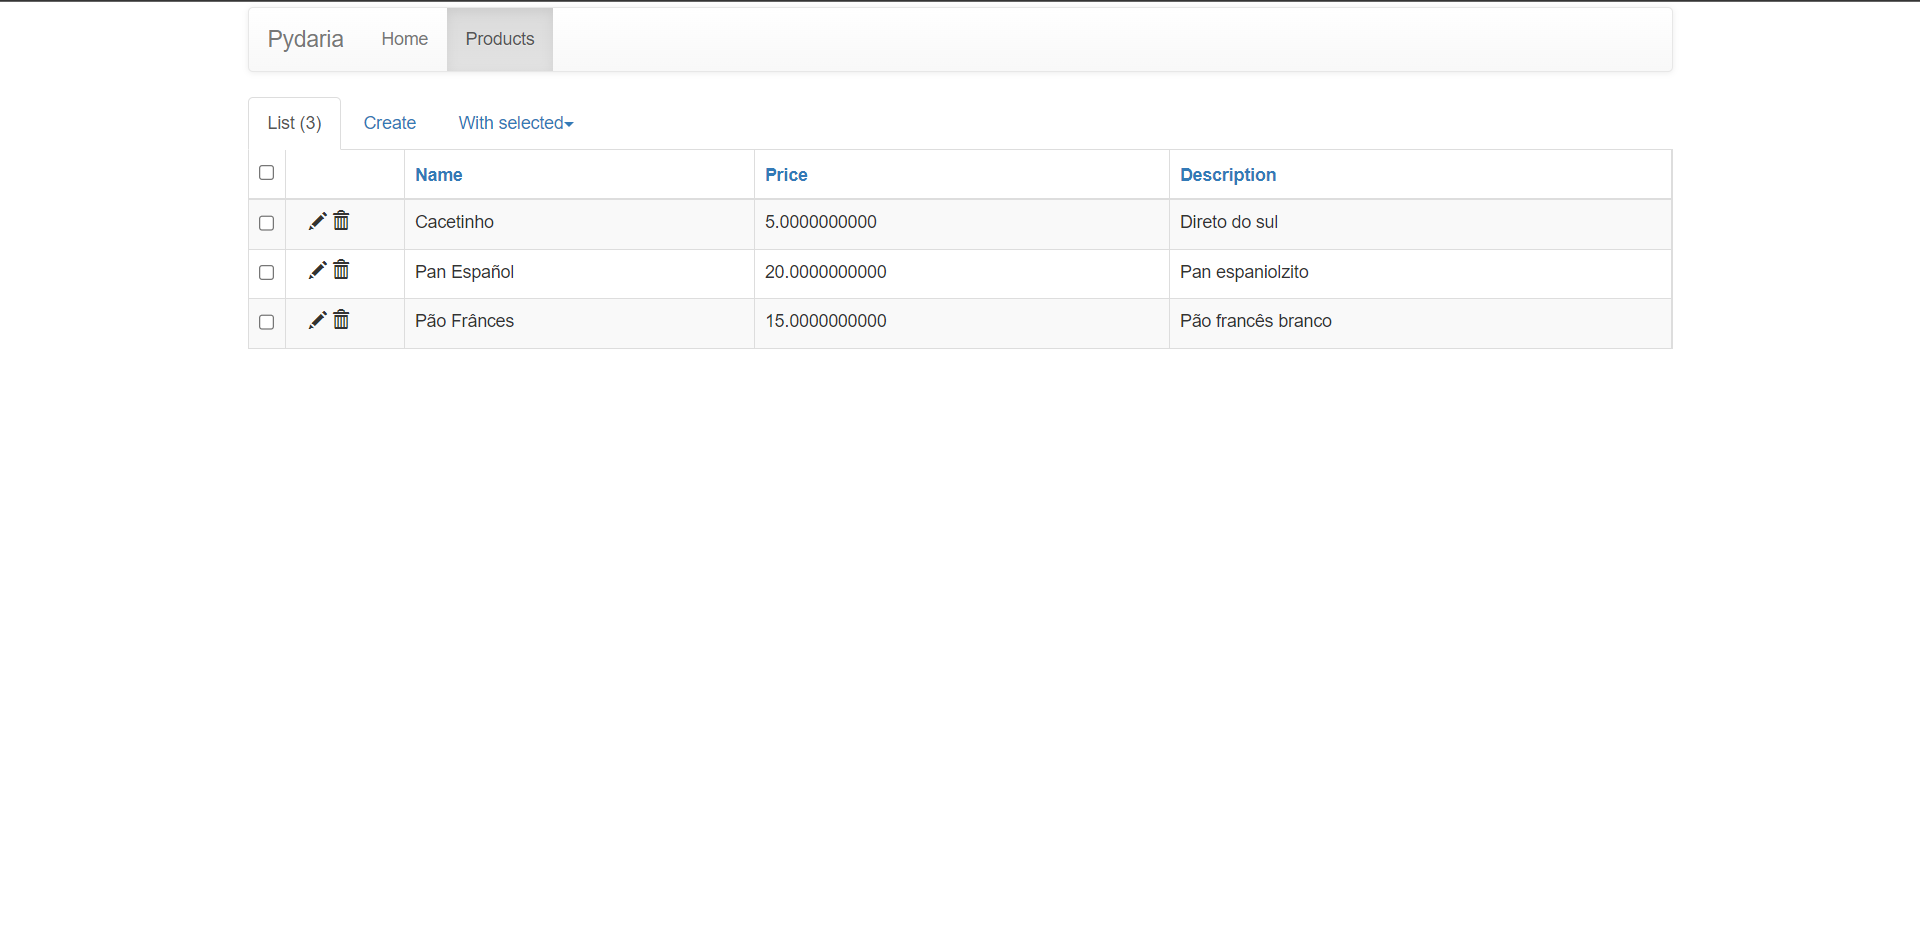 Pydaria Home Products
List (3) Create With selected
Name Price Description
Cacetinho 5.0000000000 Direto do sul
Pan Español 20.0000000000 Pan espaniolzito
Pão Frânces 15.0000000000 Pão francês branco